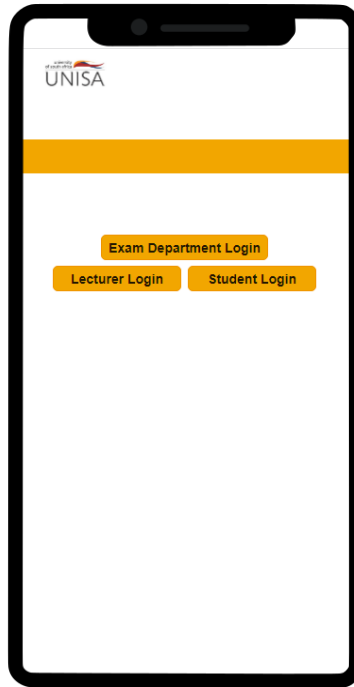 university
of south africa
UNISA
Exam Department Login
Lecturer Login
Student Login